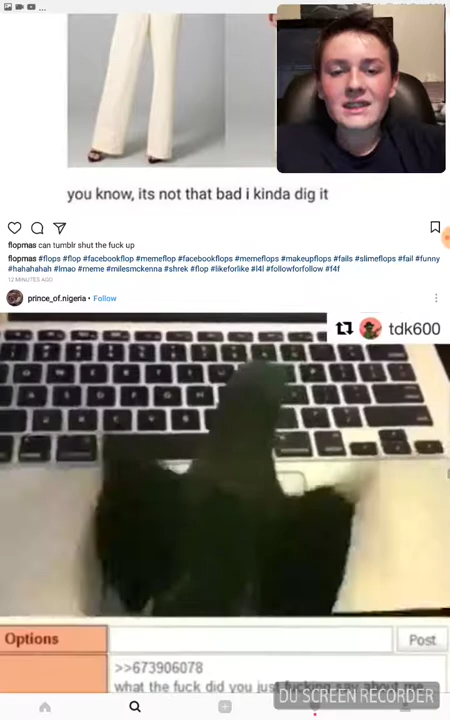 you know, its not that bad i kinda dig it
flopmas can tumblr shut the fuck up
flopmas #flops #flop #facebookflop #memeflop #facebookflops #memeflops #makeupflops #fails #slimeflops #fail #funny
#hahahahah #lmao #meme #milesmckenna #shrek #flop #likeforlike #l4l #followforfollow #f4f
12 MINUTES AGO
prince_of.nigeria • Follow
tdk600
Options
Post
>>673906078
what the fuck did you just fucking say about me
DU SCREEN RECORDER